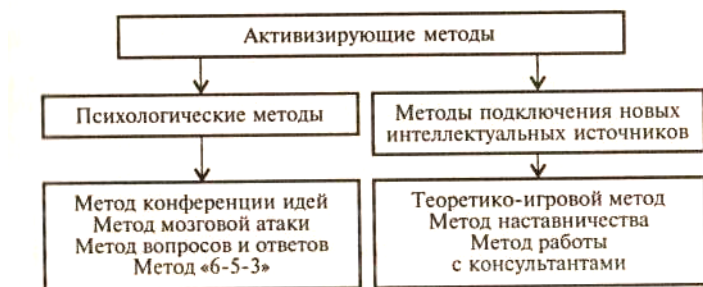 Активизирующие методы
Психологические методы
Методы подключения новых
интеллектуальных источников
Метод конференции идей
Метод мозговой атаки
Метод вопросов и ответов
Метод «6-5-3»
Теоретико-игровой метод
Метод наставничества
Метод работы
с консультантами